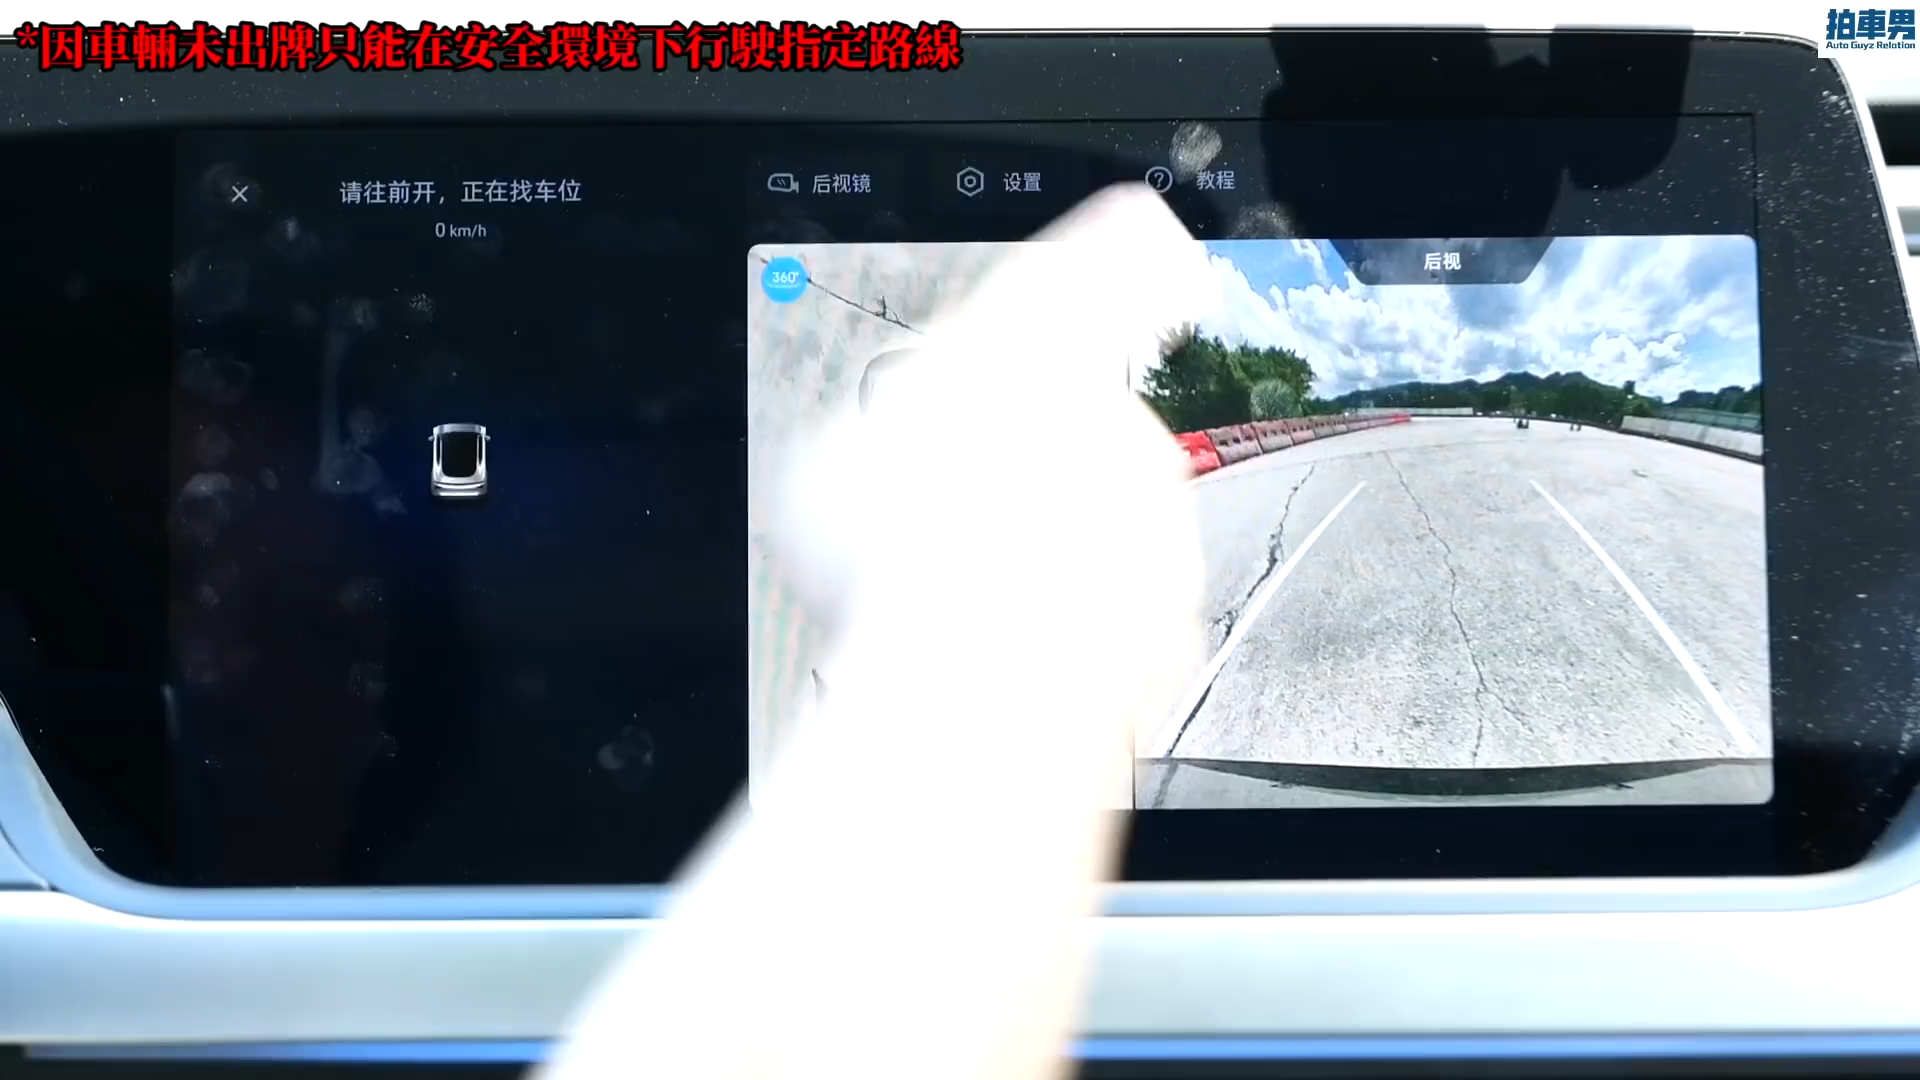 *因車輛未出牌只能在安全環境下行駛指定路線
拍車男
Auto Guyz Relation
请往前开，正在找车位
0 km/h
后视镜
设置
教程
360°
后视